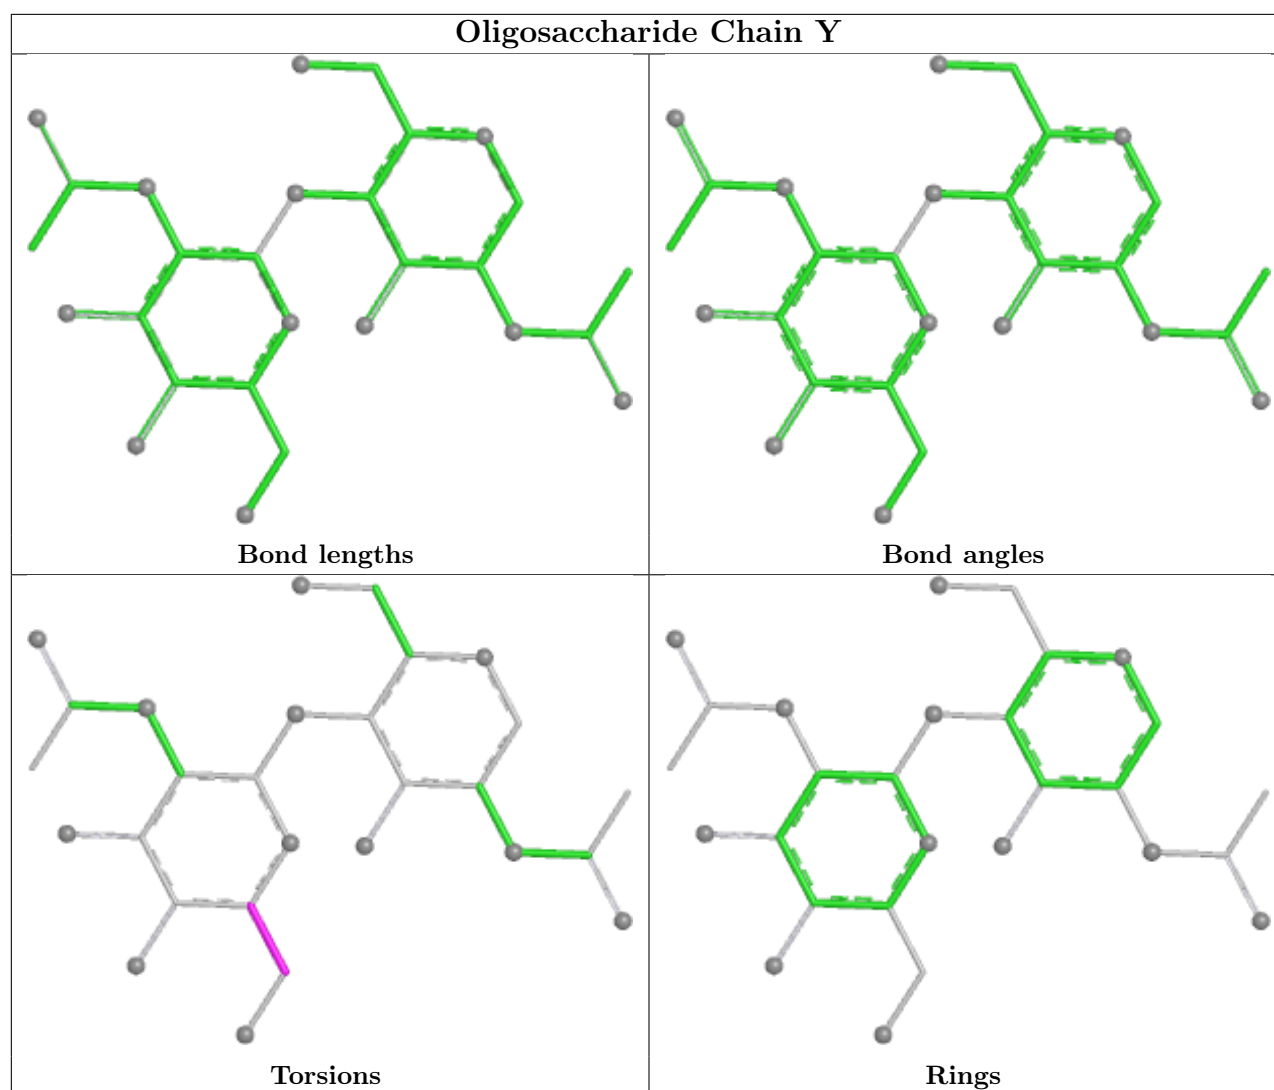 Oligosaccharide Chain Y
Bond lengths
Bond angles
Torsions
Rings